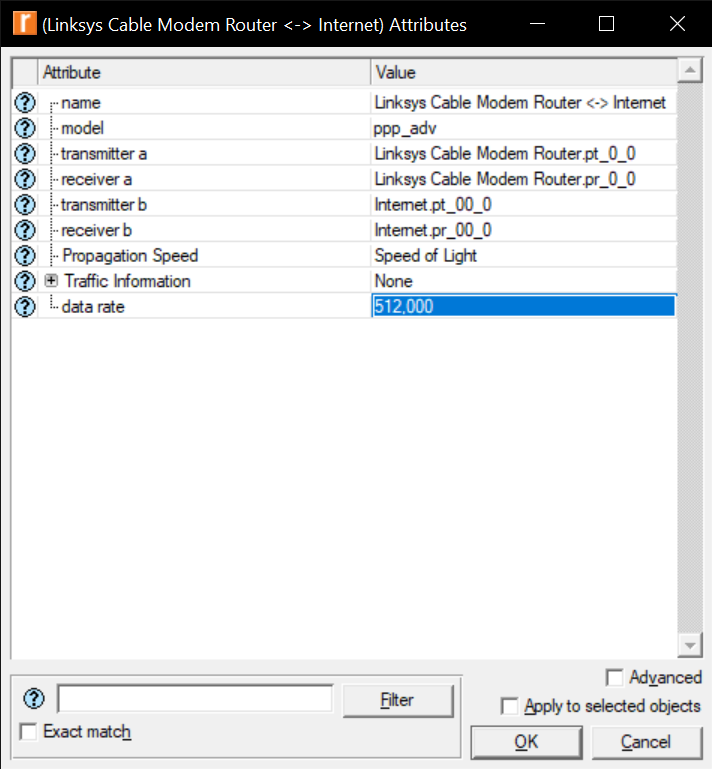 (Linksys Cable Modem Router <-> Internet) Attributes
Attribute Value
name Linksys Cable Modem Router <-> Internet
model ppp_adv
transmitter a Linksys Cable Modem Router.pt_0_0
receiver a Linksys Cable Modem Router.pr_0_0
transmitter b Internet.pt_00_0
receiver b Internet.pr_00_0
Propagation Speed Speed of Light
Traffic Information None
data rate 512,000
Advanced
Filter
Apply to selected objects
Exact match
OK Cancel